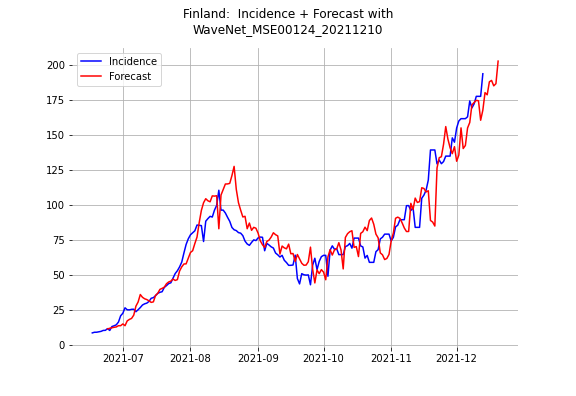 Finland:  Incidence + Forecast with
WaveNet_MSE00124_20211210
Incidence
Forecast
200
175
150
125
100
75
50
25
0
2021-07 2021-08 2021-09 2021-10 2021-11 2021-12